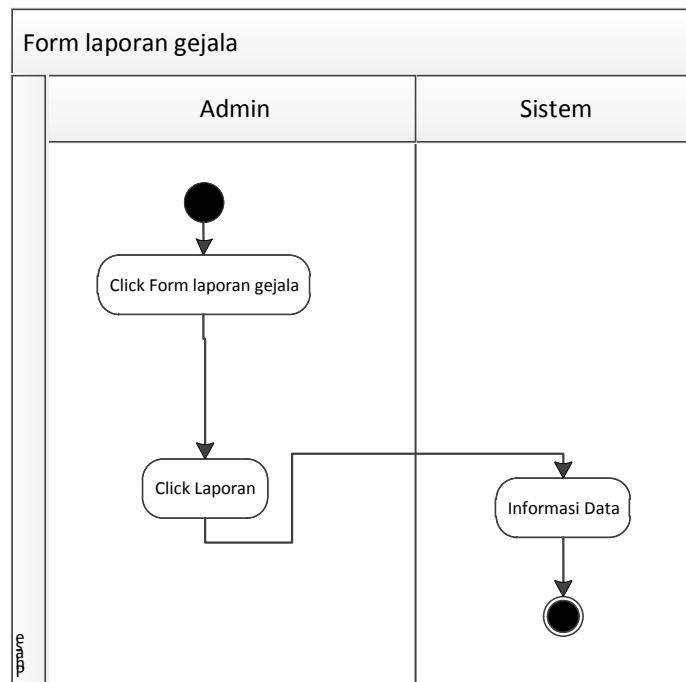 Form laporan gejala
Admin
Sistem
Click Form laporan gejala
Click Laporan
Informasi Data